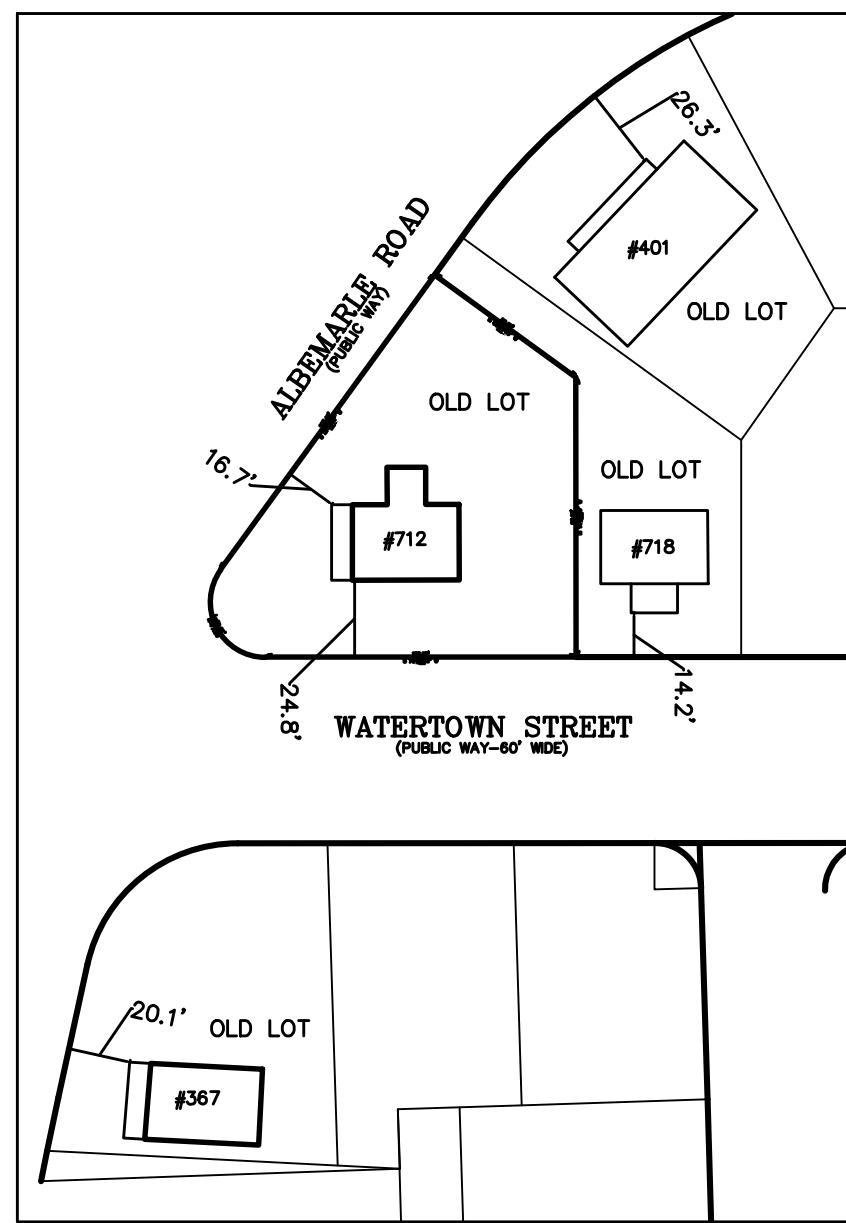 26.3'
#401
OLD LOT
ALBEMARLE ROAD
(PUBLIC WAY)
OLD LOT
16.7'
OLD LOT
#712
#718
24.8'
14.2'
WATERTOWN STREET
(PUBLIC WAY-60' WIDE)
20.1'
OLD LOT
#367